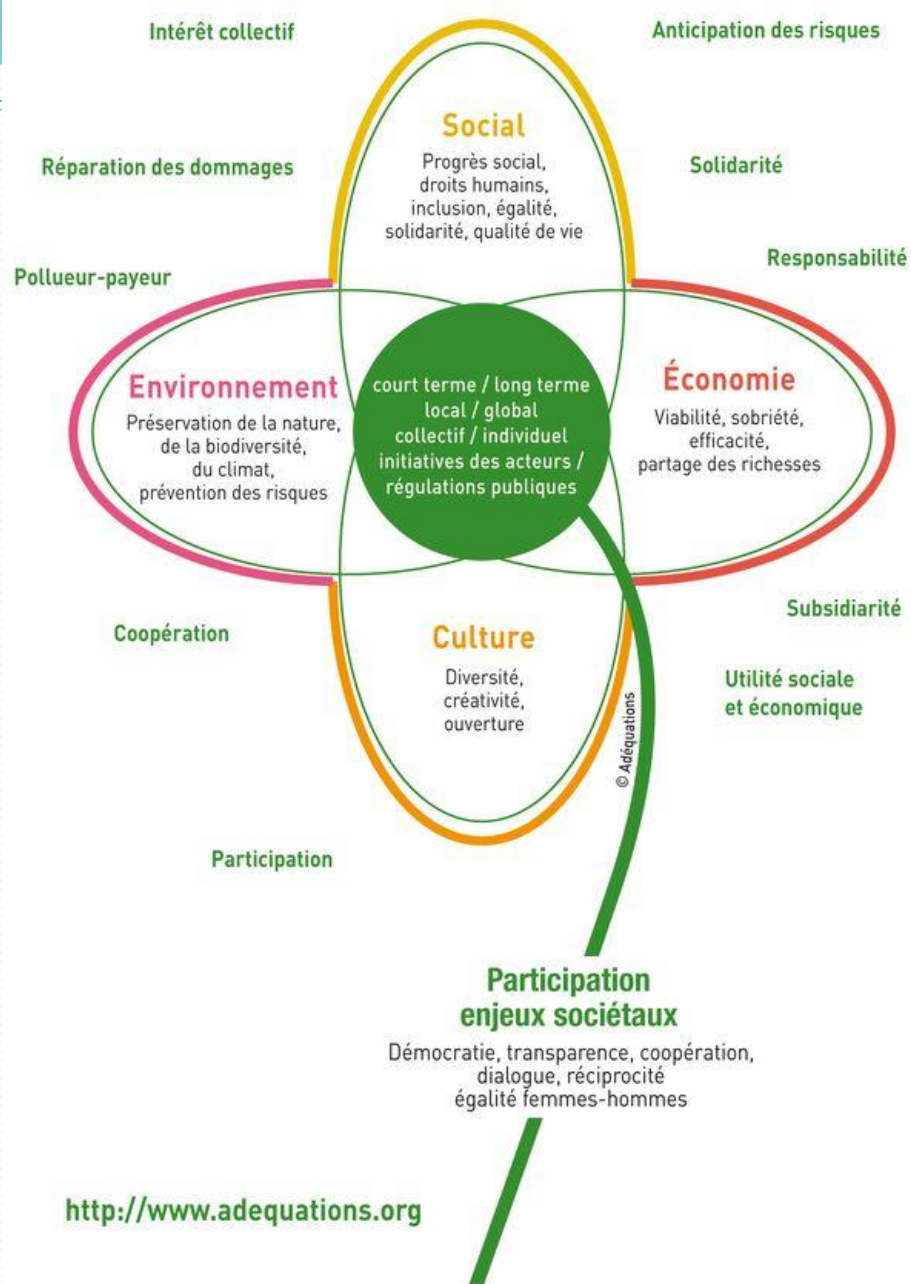 Intérêt collectif
Anticipation des risques
Social
Progrès social,
droits humains,
inclusion, égalité,
solidarité, qualité de vie
Réparation des dommages
Solidarité
Pollueur-payeur
Responsabilité
Environnement
Préservation de la nature,
de la biodiversité,
du climat,
prévention des risques
court terme / long terme
local / global
collectif / individuel
initiatives des acteurs /
régulations publiques
Économie
Viabilité, sobriété,
efficacité,
partage des richesses
Coopération
Culture
Diversité,
créativité,
ouverture
Subsidiarité
Utilité sociale
et économique
© Adéquations
Participation
Participation
enjeux sociétaux
Démocratie, transparence, coopération,
dialogue, réciprocité
égalité femmes-hommes
http://www.adequations.org